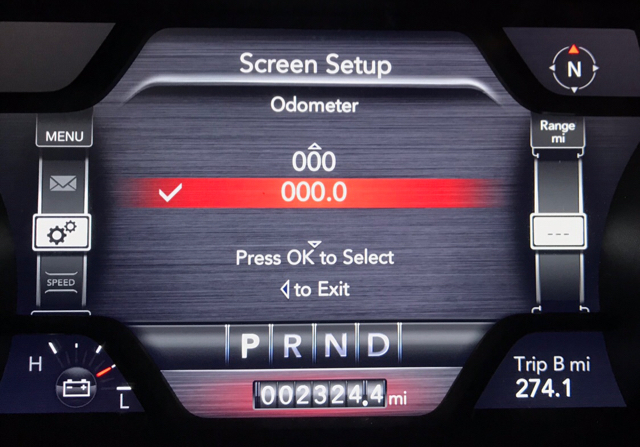 Screen Setup
N
Odometer
MENU
Range
mi
000
000.0
---
Press OK to Select
SPEED
to Exit
P R N D
H
L
002324.4 mi
Trip B mi
274.1